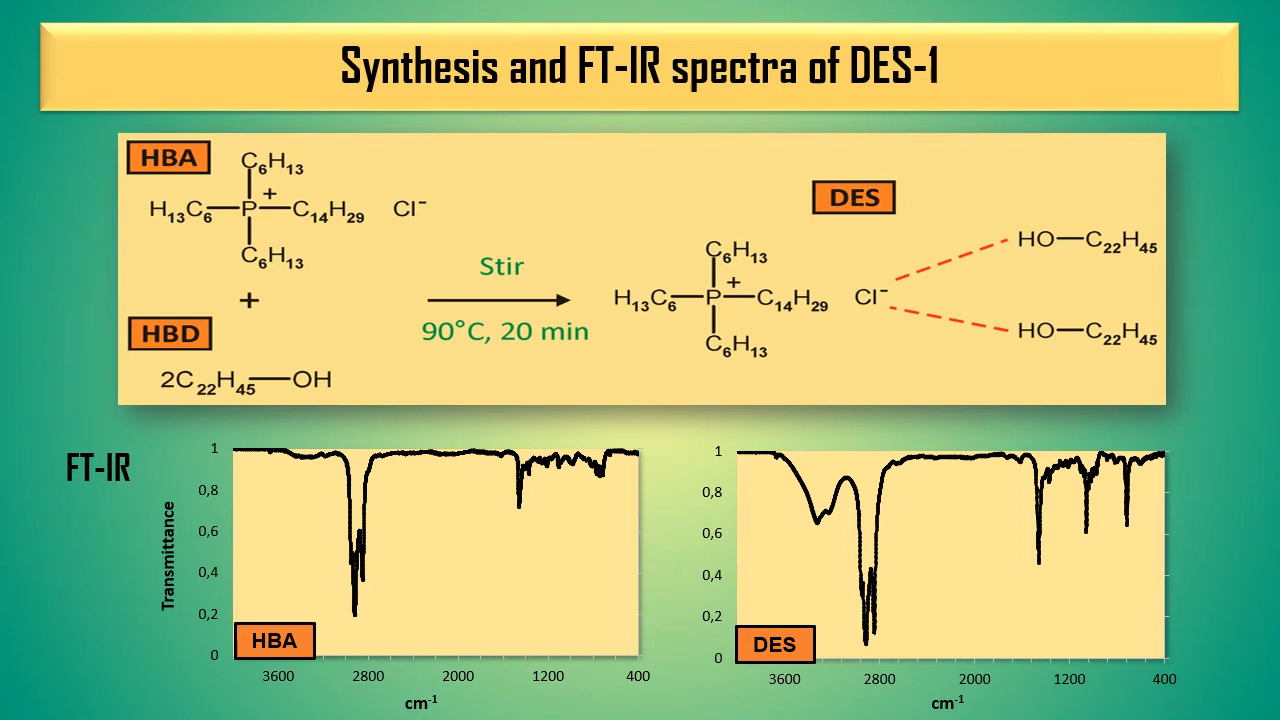 Synthesis and FT-IR spectra of DES-1
HBA
C₆H₁₃
H₁₃C₆—P⁺—C₁₄H₂₉ Cl⁻
C₆H₁₃
+
HBD
2C₂₂H₄₅—OH
Stir
90°C, 20 min
DES
C₆H₁₃
H₁₃C₆—P⁺—C₁₄H₂₉ Cl⁻
C₆H₁₃
HO—C₂₂H₄₅
HO—C₂₂H₄₅
FT-IR
Transmittance
1
0,8
0,6
0,4
0,2
0
HBA
3600 2800 2000 1200 400
cm⁻¹
1
0,8
0,6
0,4
0,2
0
DES
3600 2800 2000 1200 400
cm⁻¹